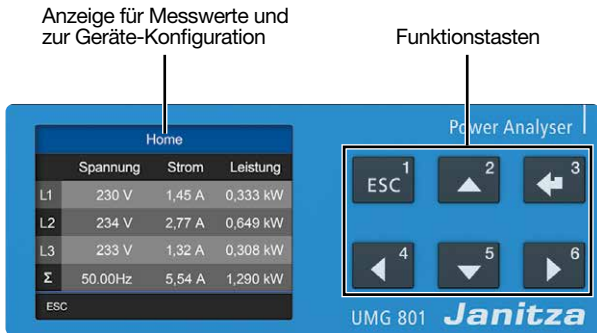 Anzeige für Messwerte und
zur Geräte-Konfiguration
Funktionstasten
Power Analyser
Home
Spannung Strom Leistung
L1 230 V 1,45 A 0,333 kW
L2 234 V 2,77 A 0,649 kW
L3 233 V 1,32 A 0,308 kW
Σ 50.00Hz 5,54 A 1,290 kW
ESC
ESC 1 2 3
4 5 6
UMG 801 Janitza